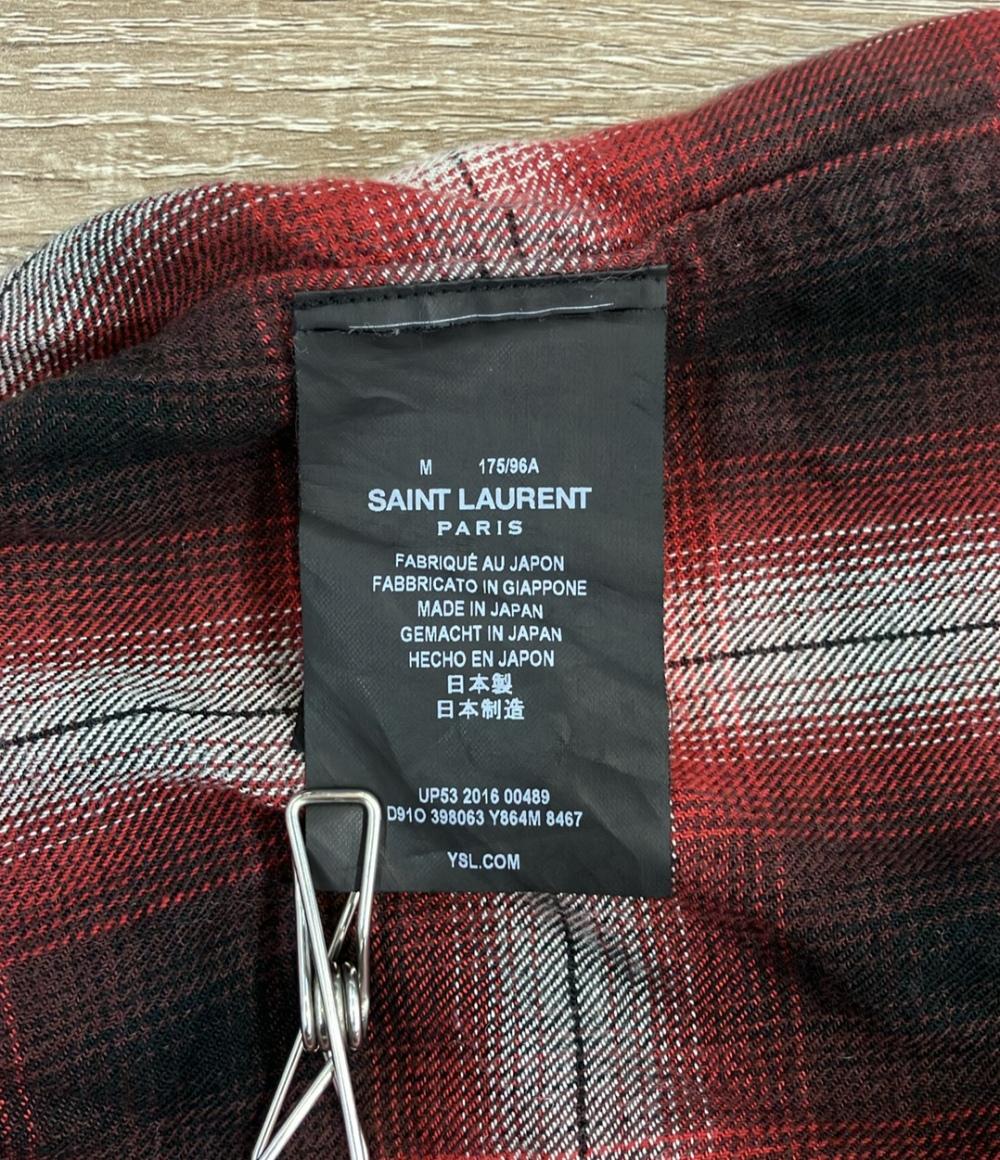 M 175/96A
SAINT LAURENT
PARIS
FABRIQUÉ AU JAPON
FABBRICATO IN GIAPPONE
MADE IN JAPAN
GEMACHT IN JAPAN
HECHO EN JAPON
日本製
日本制造
UP53 2016 00489
D91O 398063 Y864M 8467
YSL.COM